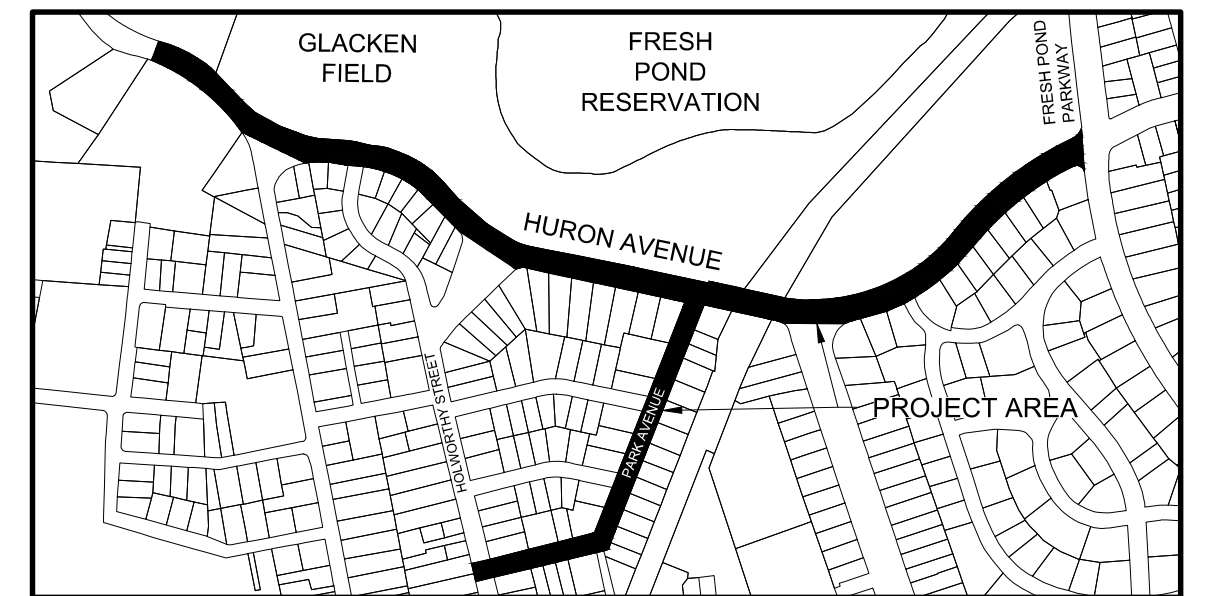 GLACKEN
FIELD
FRESH
POND
RESERVATION
FRESH POND
PARKWAY
HURON AVENUE
HOLWORTHY STREET
PARK AVENUE
PROJECT AREA